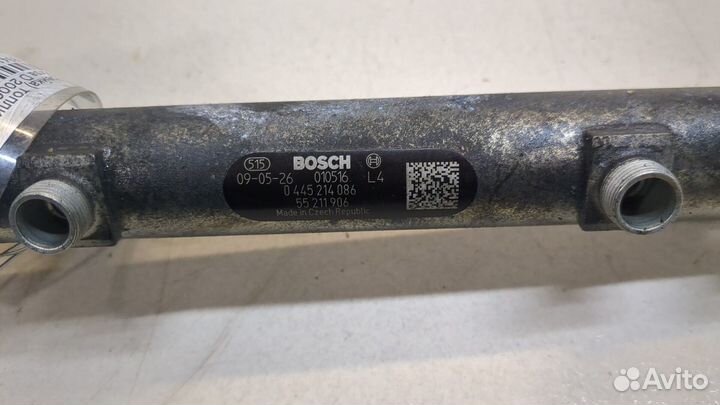 515 BOSCH
09-05-26 010516 L4
0 445 214 086
55 211 906
Made in Czech Republic
Avito